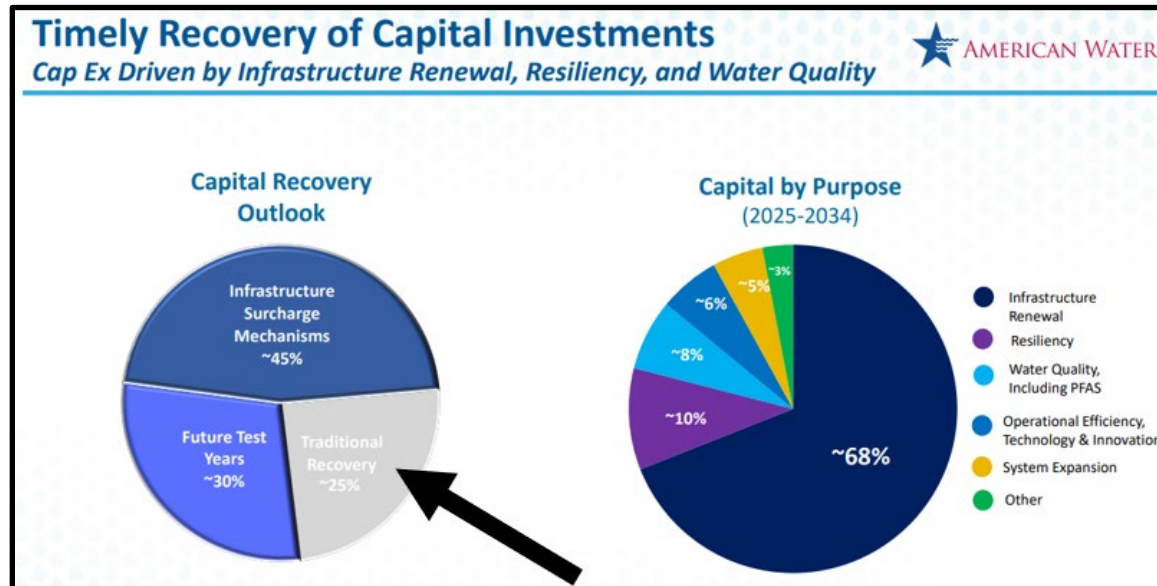 Timely Recovery of Capital Investments
Cap Ex Driven by Infrastructure Renewal, Resiliency, and Water Quality
AMERICAN WATER
Capital Recovery
Outlook
Infrastructure
Surcharge
Mechanisms
~45%
Future Test
Years
~30%
Traditional
Recovery
~25%
Capital by Purpose
(2025-2034)
~3%
~5%
~6%
~8%
~10%
~68%
Infrastructure
Renewal
Resiliency
Water Quality,
Including PFAS
Operational Efficiency,
Technology & Innovation
System Expansion
Other